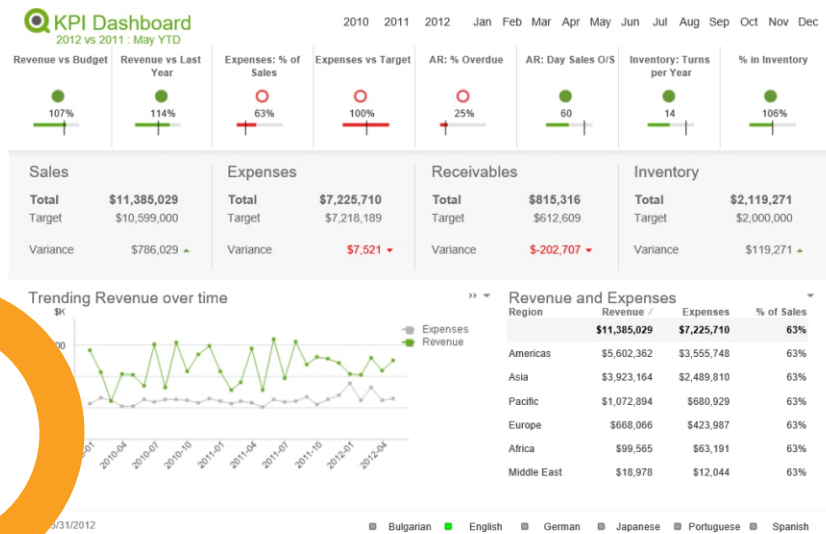 KPI Dashboard
2012 vs 2011 : May YTD
2010 2011 2012 Jan Feb Mar Apr May Jun Jul Aug Sep Oct Nov Dec
Revenue vs Budget Revenue vs Last Year Expenses: % of Sales Expenses vs Target AR: % Overdue AR: Day Sales O/S Inventory: Turns per Year % in Inventory
107% 114% 63% 100% 25% 60 14 106%
Sales Expenses Receivables Inventory
Total $11,385,029 Total $7,225,710 Total $815,316 Total $2,119,271
Target $10,599,000 Target $7,218,189 Target $612,609 Target $2,000,000
Variance $786,029 Variance $7,521 Variance $-202,707 Variance $119,271
Trending Revenue over time
$K
Expenses
Revenue
2010-04 2010-07 2010-10 2011-01 2011-04 2011-07 2011-10 2012-01 2012-04
Revenue and Expenses
Region Revenue / Expenses % of Sales
$11,385,029 $7,225,710 63%
Americas $5,602,362 $3,555,748 63%
Asia $3,923,164 $2,489,810 63%
Pacific $1,072,894 $680,929 63%
Europe $668,066 $423,987 63%
Africa $99,565 $63,191 63%
Middle East $18,978 $12,044 63%
5/31/2012
Bulgarian English German Japanese Portuguese Spanish